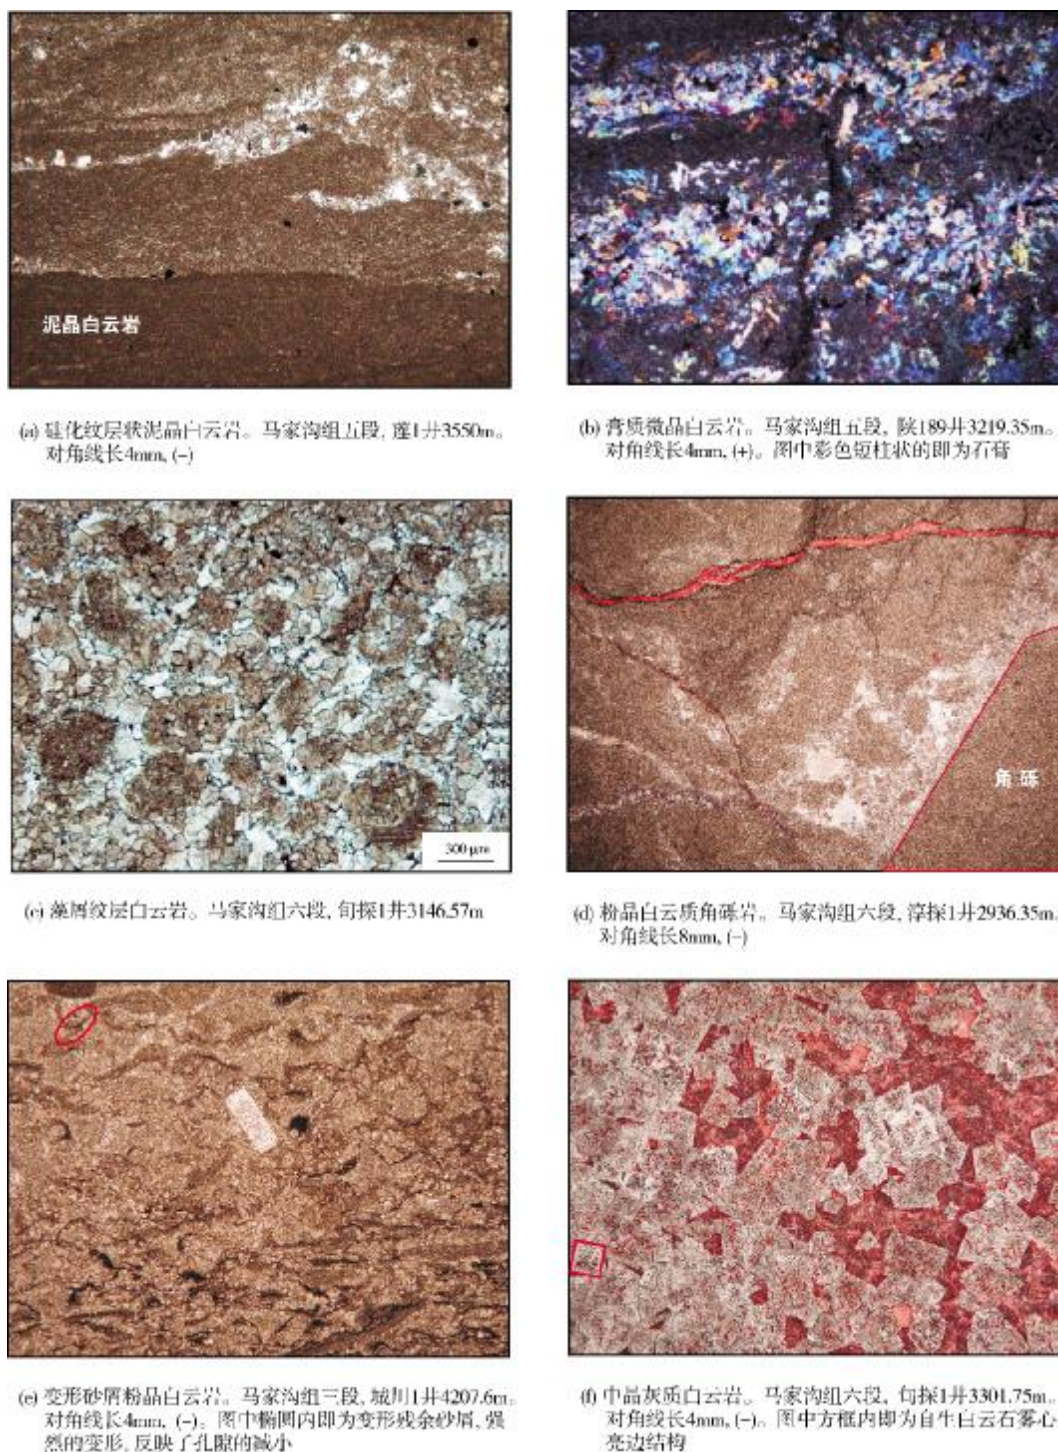 泥晶白云岩
(a) 硅化纹层状泥晶白云岩。马家沟组五段, 莲1井3550m。
对角线长4mm, (−)
(b) 膏质微晶白云岩。马家沟组五段, 陕189井3219.35m。
对角线长4mm, (+)。图中彩色短柱状的即为石膏
300 μm
(c) 藻屑纹层白云岩。马家沟组六段, 旬探1井3146.57m
角砾
(d) 粉晶白云质角砾岩。马家沟组六段, 淳探1井2936.35m。
对角线长8mm, (−)
(e) 变形砂屑粉晶白云岩。马家沟组三段, 城川1井4207.6m。
对角线长4mm, (−)。图中椭圆内即为变形残余砂屑, 强
烈的变形, 反映了孔隙的减小
(f) 中晶灰质白云岩。马家沟组六段, 旬探1井3301.75m。
对角线长4mm, (−)。图中方框内即为自生白云石雾心
亮边结构